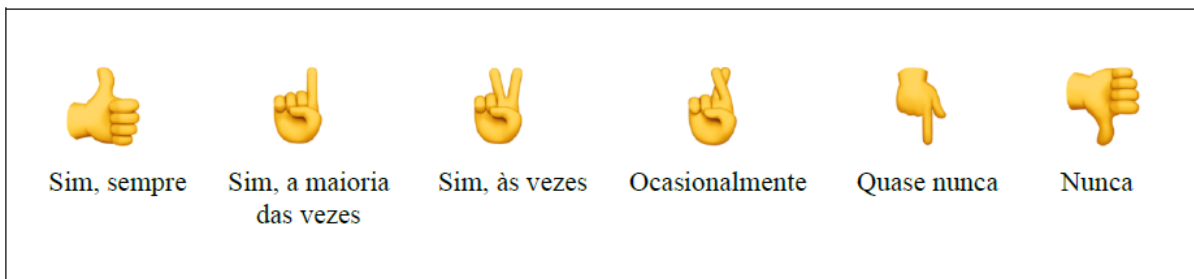 Sim, sempre
Sim, a maioria das vezes
Sim, às vezes
Ocasionalmente
Quase nunca
Nunca